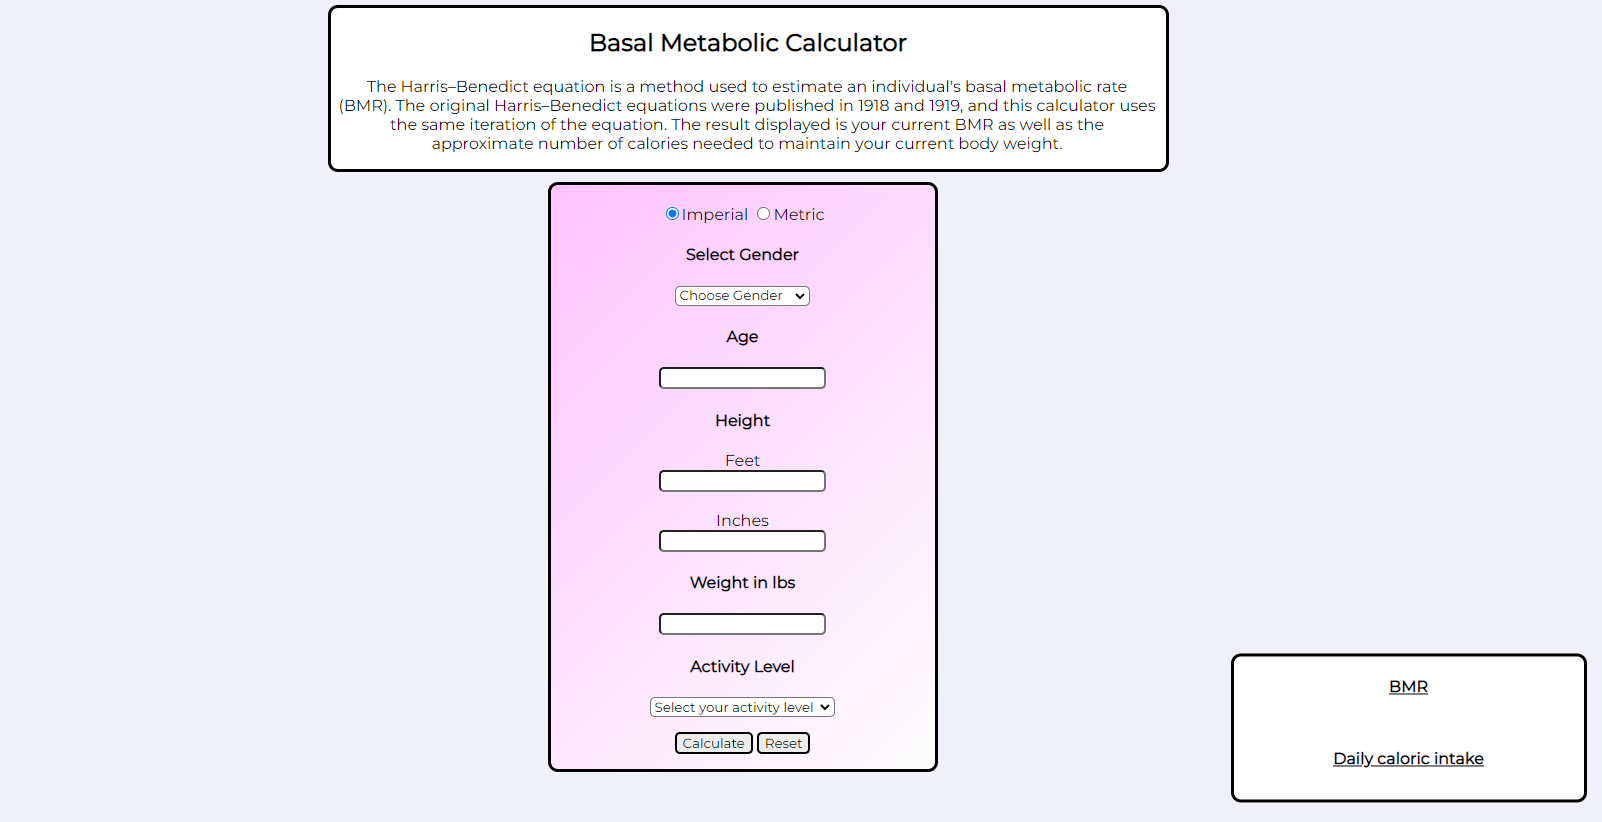 Basal Metabolic Calculator
The Harris–Benedict equation is a method used to estimate an individual's basal metabolic rate
(BMR). The original Harris–Benedict equations were published in 1918 and 1919, and this calculator uses
the same iteration of the equation. The result displayed is your current BMR as well as the
approximate number of calories needed to maintain your current body weight.
Imperial Metric
Select Gender
Choose Gender
Age
Height
Feet
Inches
Weight in lbs
Activity Level
Select your activity level
Calculate Reset
BMR
Daily caloric intake